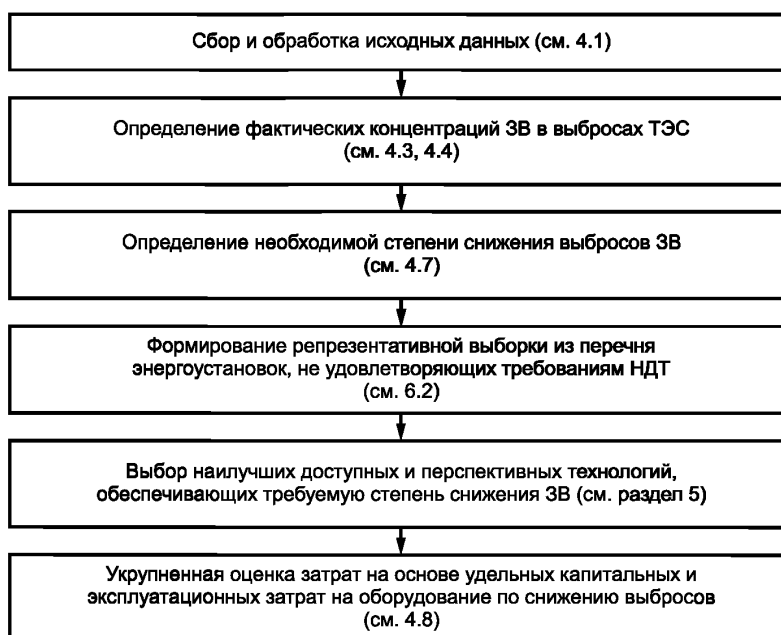 Сбор и обработка исходных данных (см. 4.1)
Определение фактических концентраций ЗВ в выбросах ТЭС
(см. 4.3, 4.4)
Определение необходимой степени снижения выбросов ЗВ
(см. 4.7)
Формирование репрезентативной выборки из перечня
энергоустановок, не удовлетворяющих требованиям НДТ
(см. 6.2)
Выбор наилучших доступных и перспективных технологий,
обеспечивающих требуемую степень снижения ЗВ (см. раздел 5)
Укрупненная оценка затрат на основе удельных капитальных и
эксплуатационных затрат на оборудование по снижению выбросов
(см. 4.8)